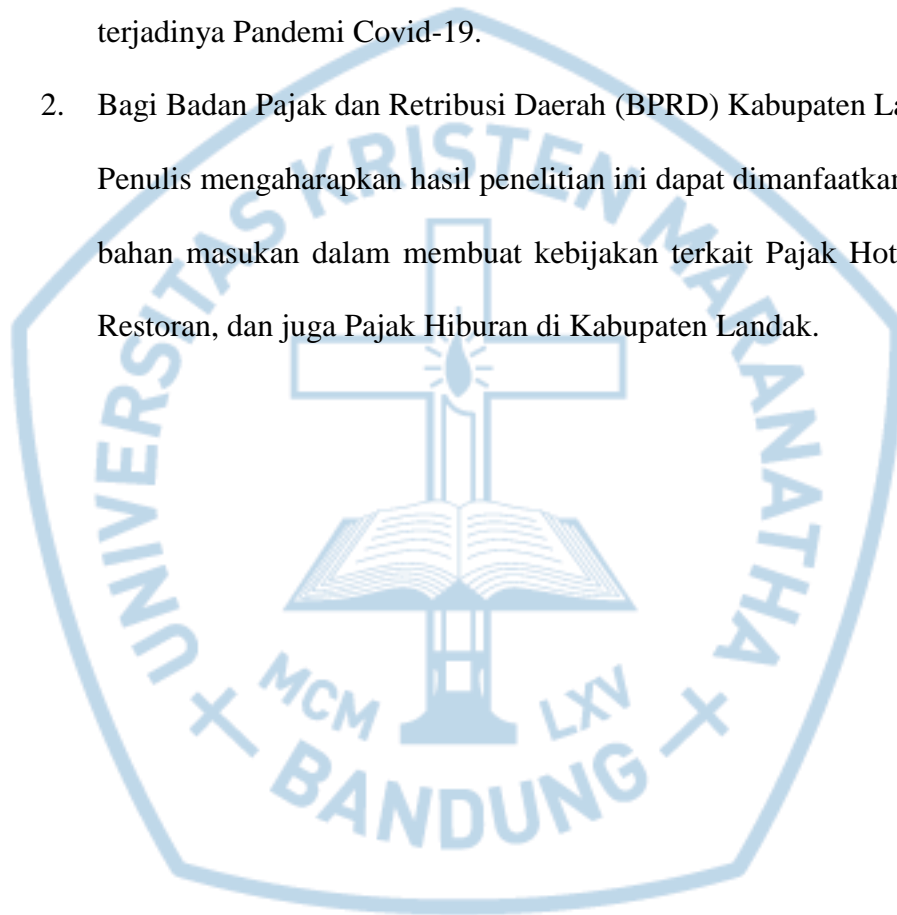 terjadinya Pandemi Covid-19.
2. Bagi Badan Pajak dan Retribusi Daerah (BPRD) Kabupaten La
Penulis mengaharapkan hasil penelitian ini dapat dimanfaatkan
bahan masukan dalam membuat kebijakan terkait Pajak Hot
Restoran, dan juga Pajak Hiburan di Kabupaten Landak.
UNIVERSITAS KRISTEN MARANATHA
MCM LXV
BANDUNG